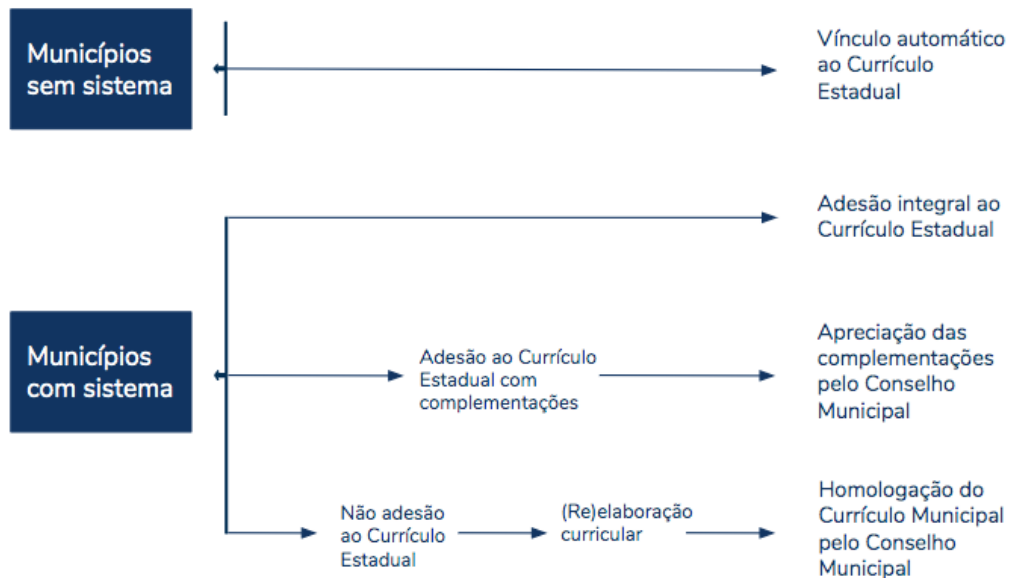 Municípios
sem sistema
Vínculo automático
ao Currículo
Estadual
Adesão integral ao
Currículo Estadual
Municípios
com sistema
Adesão ao Currículo
Estadual com
complementações
Apreciação das
complementações
pelo Conselho
Municipal
Não adesão
ao Currículo
Estadual
(Re)elaboração
curricular
Homologação do
Currículo Municipal
pelo Conselho
Municipal